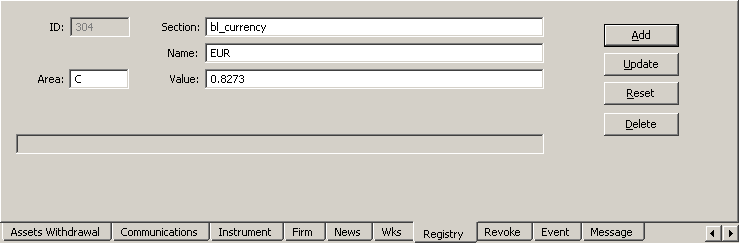 ID: 304 Section: bl_currency
Add
Name: EUR
Update
Area: C Value: 0.8273
Reset
Delete
Assets Withdrawal Communications Instrument Firm News Wks Registry Revoke Event Message